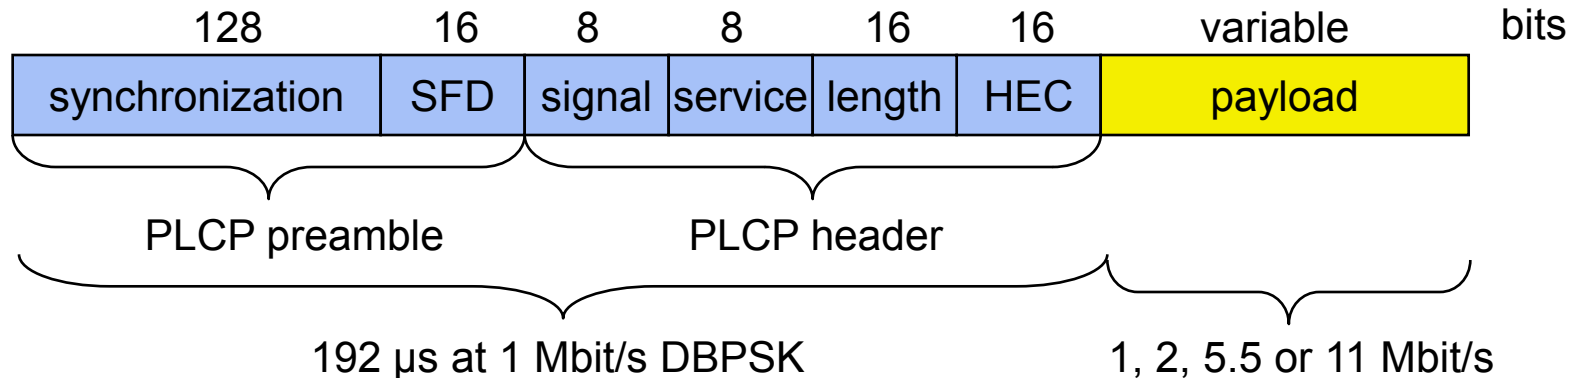 128 16 8 8 16 16 variable bits
synchronization SFD signal service length HEC payload
PLCP preamble PLCP header
192 µs at 1 Mbit/s DBPSK 1, 2, 5.5 or 11 Mbit/s